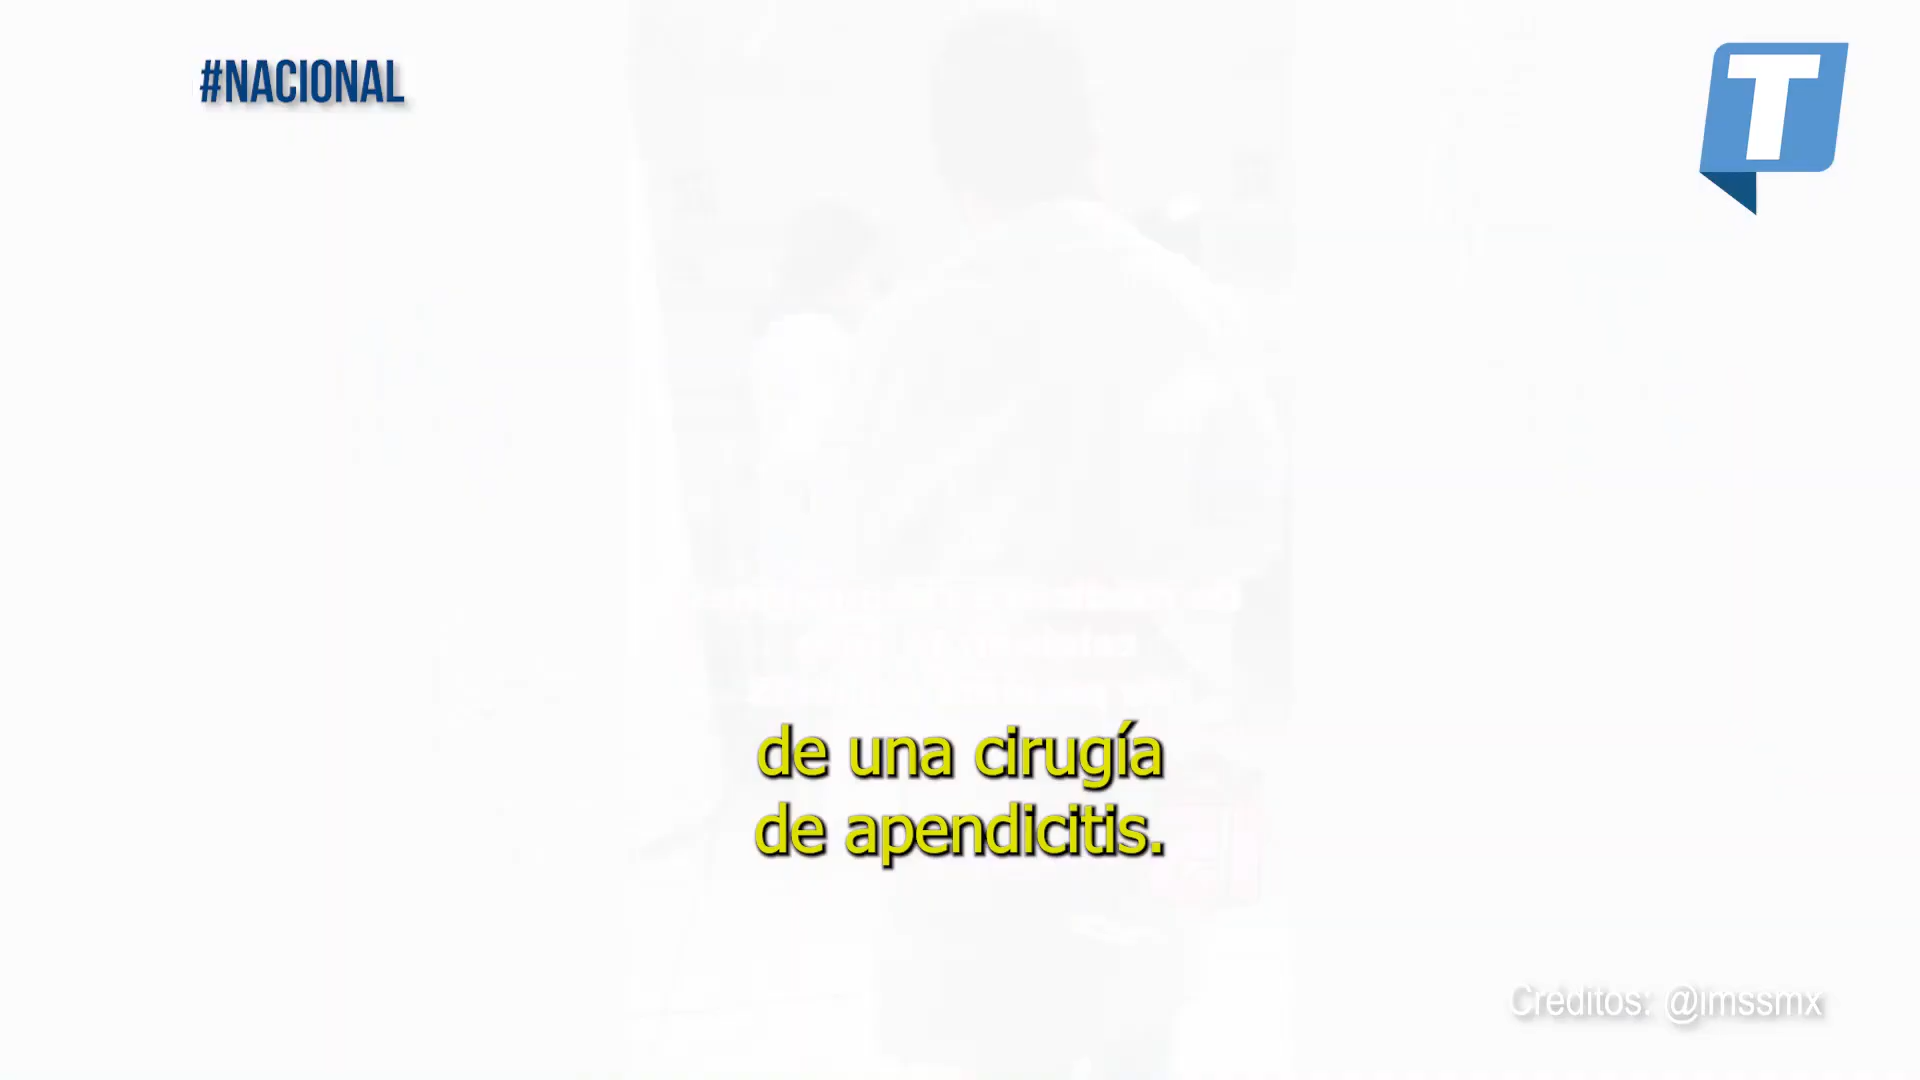 #NACIONAL
T
de una cirugía
de apendicitis.
Créditos: @imssmx